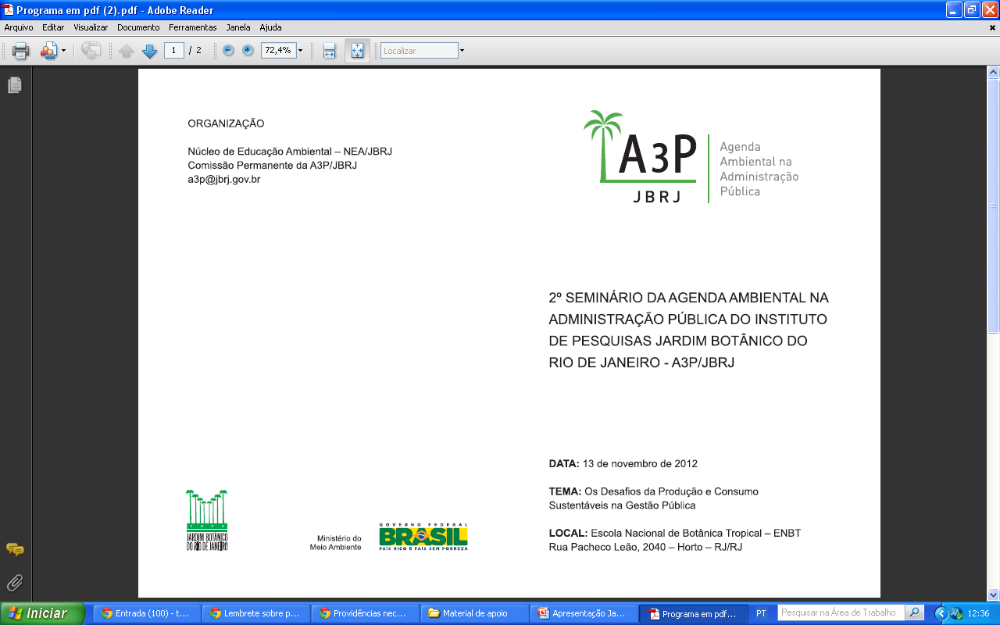 Programa em pdf (2).pdf - Adobe Reader
Arquivo Editar Visualizar Documento Ferramentas Janela Ajuda
1 / 2 72,4% Localizar
ORGANIZAÇÃO
Núcleo de Educação Ambiental – NEA/JBRJ
Comissão Permanente da A3P/JBRJ
a3p@jbrj.gov.br
A3P
JBRJ
Agenda
Ambiental na
Administração
Pública
2º SEMINÁRIO DA AGENDA AMBIENTAL NA
ADMINISTRAÇÃO PÚBLICA DO INSTITUTO
DE PESQUISAS JARDIM BOTÂNICO DO
RIO DE JANEIRO - A3P/JBRJ
DATA: 13 de novembro de 2012
TEMA: Os Desafios da Produção e Consumo
Sustentáveis na Gestão Pública
LOCAL: Escola Nacional de Botânica Tropical – ENBT
Rua Pacheco Leão, 2040 – Horto – RJ/RJ
JARDIM BOTÂNICO
DO RIO DE JANEIRO
Ministério do
Meio Ambiente
GOVERNO FEDERAL
BRASIL
PAÍS RICO É PAÍS SEM POBREZA
Iniciar Entrada (100) - t... Lembrete sobre p... Providências nec... Material de apoio Apresentação Ja... Programa em pdf... PT Pesquisar na Área de Trabalho 12:36